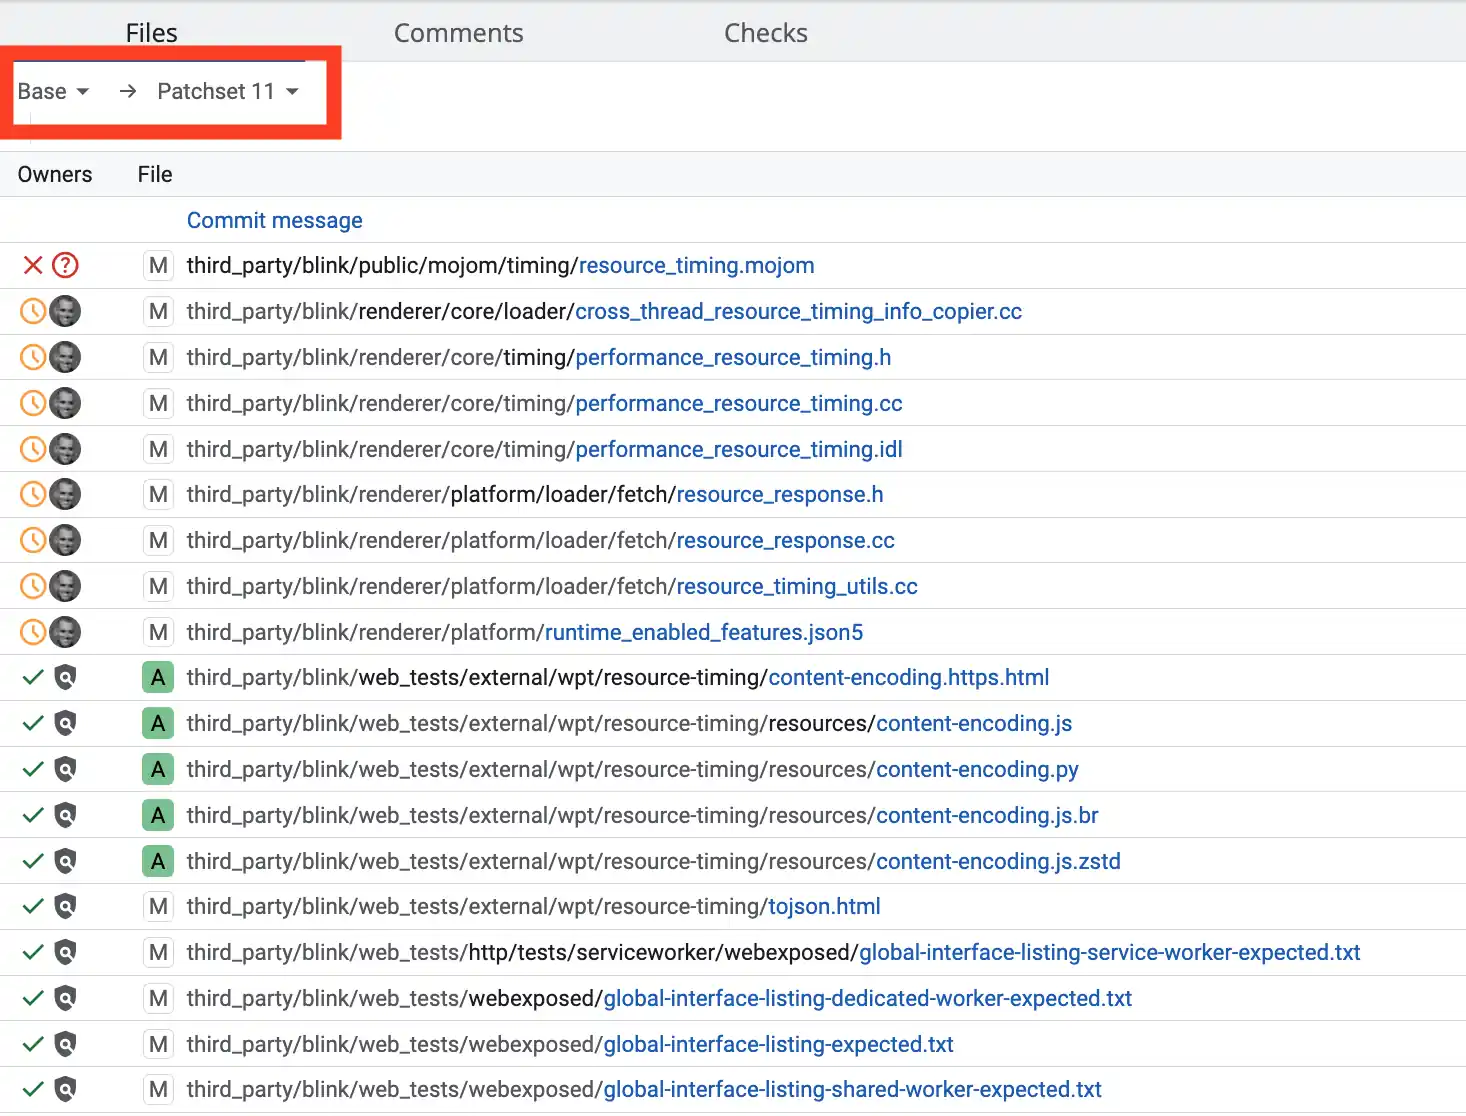 Files Comments Checks
Base → Patchset 11
Owners File
Commit message
M third_party/blink/public/mojom/timing/resource_timing.mojom
M third_party/blink/renderer/core/loader/cross_thread_resource_timing_info_copier.cc
M third_party/blink/renderer/core/timing/performance_resource_timing.h
M third_party/blink/renderer/core/timing/performance_resource_timing.cc
M third_party/blink/renderer/core/timing/performance_resource_timing.idl
M third_party/blink/renderer/platform/loader/fetch/resource_response.h
M third_party/blink/renderer/platform/loader/fetch/resource_response.cc
M third_party/blink/renderer/platform/loader/fetch/resource_timing_utils.cc
M third_party/blink/renderer/platform/runtime_enabled_features.json5
A third_party/blink/web_tests/external/wpt/resource-timing/content-encoding.https.html
A third_party/blink/web_tests/external/wpt/resource-timing/resources/content-encoding.js
A third_party/blink/web_tests/external/wpt/resource-timing/resources/content-encoding.py
A third_party/blink/web_tests/external/wpt/resource-timing/resources/content-encoding.js.br
A third_party/blink/web_tests/external/wpt/resource-timing/resources/content-encoding.js.zstd
M third_party/blink/web_tests/external/wpt/resource-timing/tojson.html
M third_party/blink/web_tests/http/tests/serviceworker/webexposed/global-interface-listing-service-worker-expected.txt
M third_party/blink/web_tests/webexposed/global-interface-listing-dedicated-worker-expected.txt
M third_party/blink/web_tests/webexposed/global-interface-listing-expected.txt
M third_party/blink/web_tests/webexposed/global-interface-listing-shared-worker-expected.txt